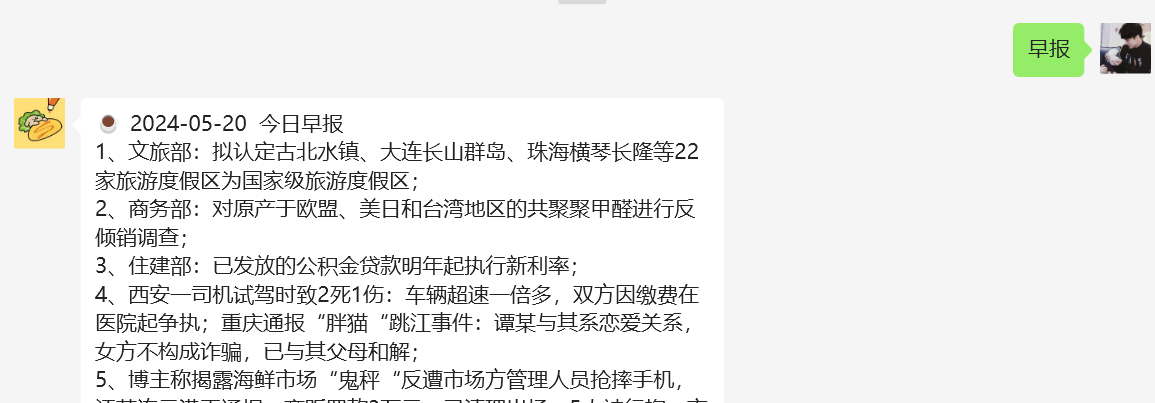 早报
2024-05-20 今日早报
1、文旅部：拟认定古北水镇、大连长山群岛、珠海横琴长隆等22
家旅游度假区为国家级旅游度假区；
2、商务部：对原产于欧盟、美日和台湾地区的共聚聚甲醛进行反
倾销调查；
3、住建部：已发放的公积金贷款明年起执行新利率；
4、西安一司机试驾时致2死1伤：车辆超速一倍多，双方因缴费在
医院起争执；重庆通报“胖猫“跳江事件：谭某与其系恋爱关系，
女方不构成诈骗，已与其父母和解；
5、博主称揭露海鲜市场“鬼秤“反遭市场方管理人员抢摔手机，